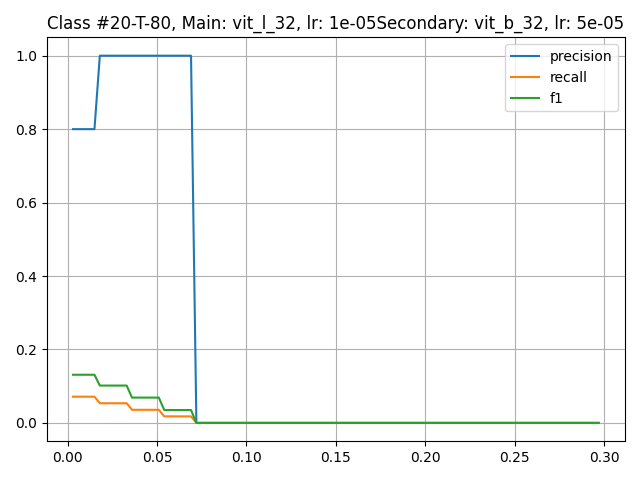 Class #20-T-80, Main: vit_l_32, lr: 1e-05Secondary: vit_b_32, lr: 5e-05
precision
recall
f1
1.0
0.8
0.6
0.4
0.2
0.0
0.00 0.05 0.10 0.15 0.20 0.25 0.30